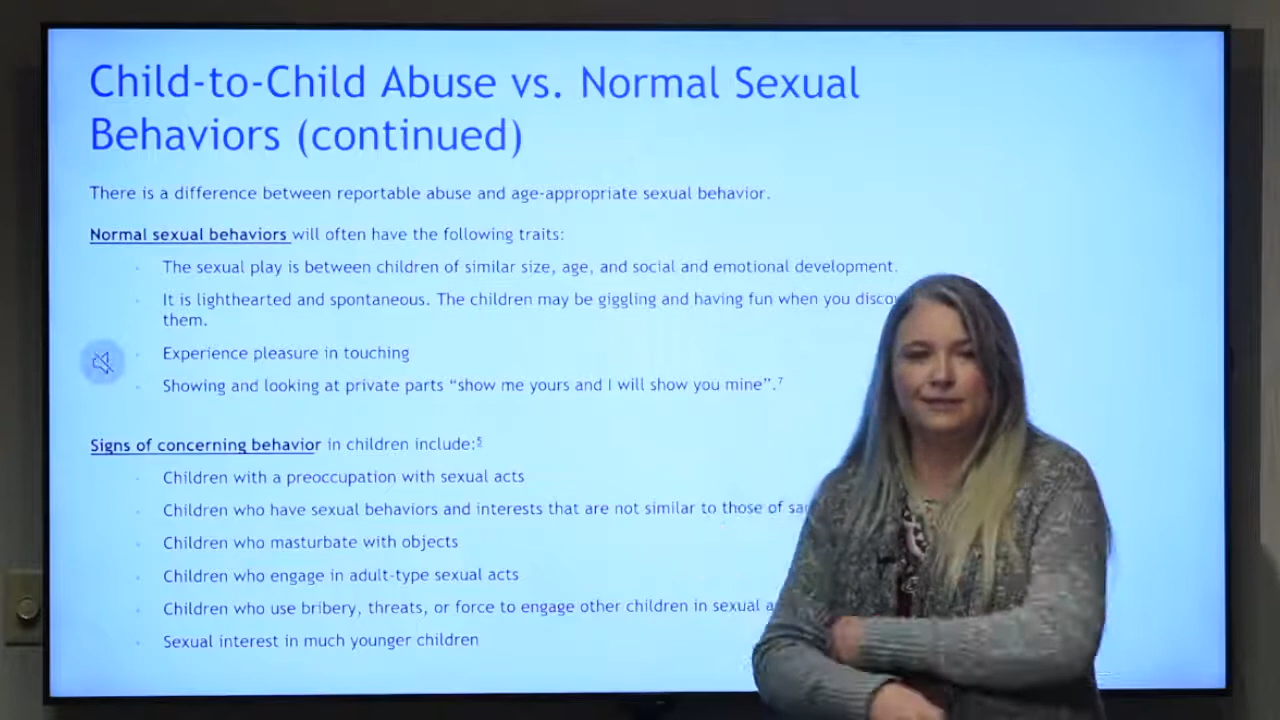 Child-to-Child Abuse vs. Normal Sexual
Behaviors (continued)
There is a difference between reportable abuse and age-appropriate sexual behavior.
Normal sexual behaviors will often have the following traits:
The sexual play is between children of similar size, age, and social and emotional development.
It is lighthearted and spontaneous. The children may be giggling and having fun when you
them.
Experience pleasure in touching
Showing and looking at private parts “show me yours and I will show you mine”.7
Signs of concerning behavior in children include:5
Children with a preoccupation with sexual acts
Children who have sexual behaviors and interests that are not similar to those of
Children who masturbate with objects
Children who engage in adult-type sexual acts
Children who use bribery, threats, or force to engage other children in sexual
Sexual interest in much younger children